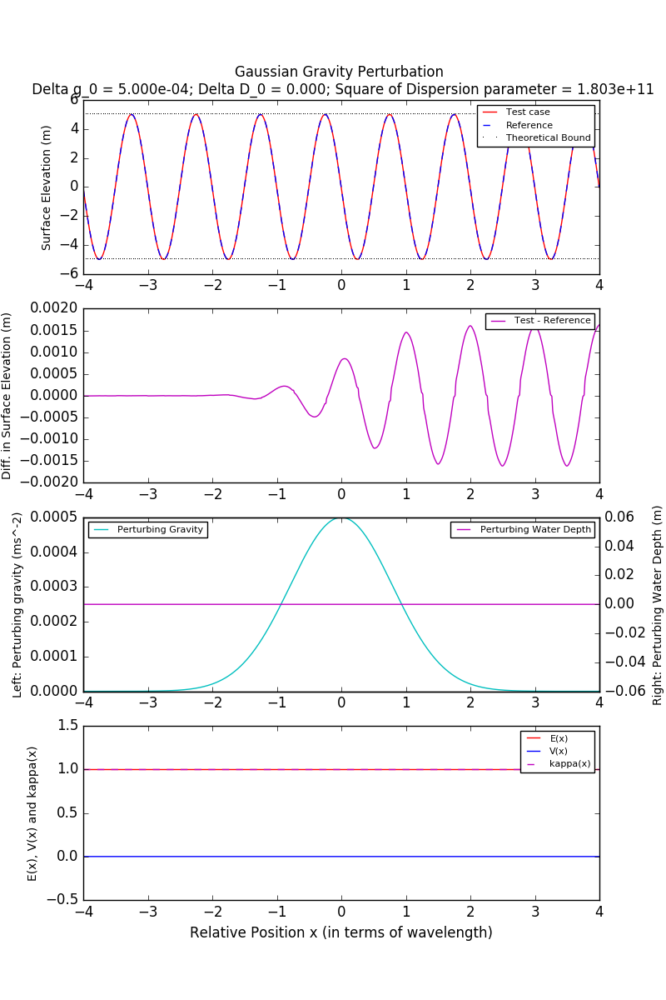 Gaussian Gravity Perturbation
Delta g_0 = 5.000e-04; Delta D_0 = 0.000; Square of Dispersion parameter = 1.803e+11
Surface Elevation (m)
6
4
2
0
−2
−4
−6
Test case
Reference
Theoretical Bound
−4 −3 −2 −1 0 1 2 3 4
Diff. in Surface Elevation (m)
0.0020
0.0015
0.0010
0.0005
0.0000
−0.0005
−0.0010
−0.0015
−0.0020
Test - Reference
−4 −3 −2 −1 0 1 2 3 4
Left: Perturbing gravity (ms^-2)
0.0005
0.0004
0.0003
0.0002
0.0001
0.0000
Perturbing Gravity
Perturbing Water Depth
0.06
0.04
0.02
0.00
−0.02
−0.04
−0.06
Right: Perturbing Water Depth (m)
−4 −3 −2 −1 0 1 2 3 4
E(x), V(x) and kappa(x)
1.5
1.0
0.5
0.0
−0.5
E(x)
V(x)
kappa(x)
−4 −3 −2 −1 0 1 2 3 4
Relative Position x (in terms of wavelength)